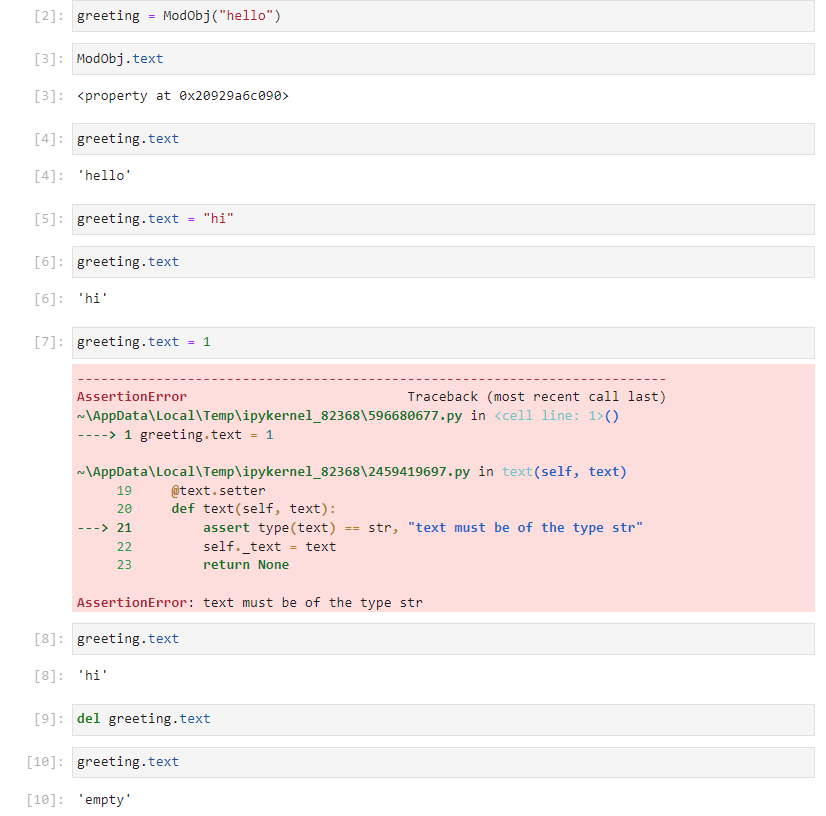 [2]: greeting = ModObj("hello")
[3]: ModObj.text
[3]: <property at 0x20929a6c090>
[4]: greeting.text
[4]: 'hello'
[5]: greeting.text = "hi"
[6]: greeting.text
[6]: 'hi'
[7]: greeting.text = 1
---------------------------------------------------------------------------
AssertionError                            Traceback (most recent call last)
~\AppData\Local\Temp\ipykernel_82368\596680677.py in <cell line: 1>()
----> 1 greeting.text = 1
~\AppData\Local\Temp\ipykernel_82368\2459419697.py in text(self, text)
     19     @text.setter
     20     def text(self, text):
---> 21         assert type(text) == str, "text must be of the type str"
     22         self._text = text
     23         return None
AssertionError: text must be of the type str
[8]: greeting.text
[8]: 'hi'
[9]: del greeting.text
[10]: greeting.text
[10]: 'empty'